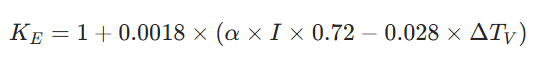 K_E = 1 + 0.0018 × (α × I × 0.72 – 0.028 × ΔT_V)